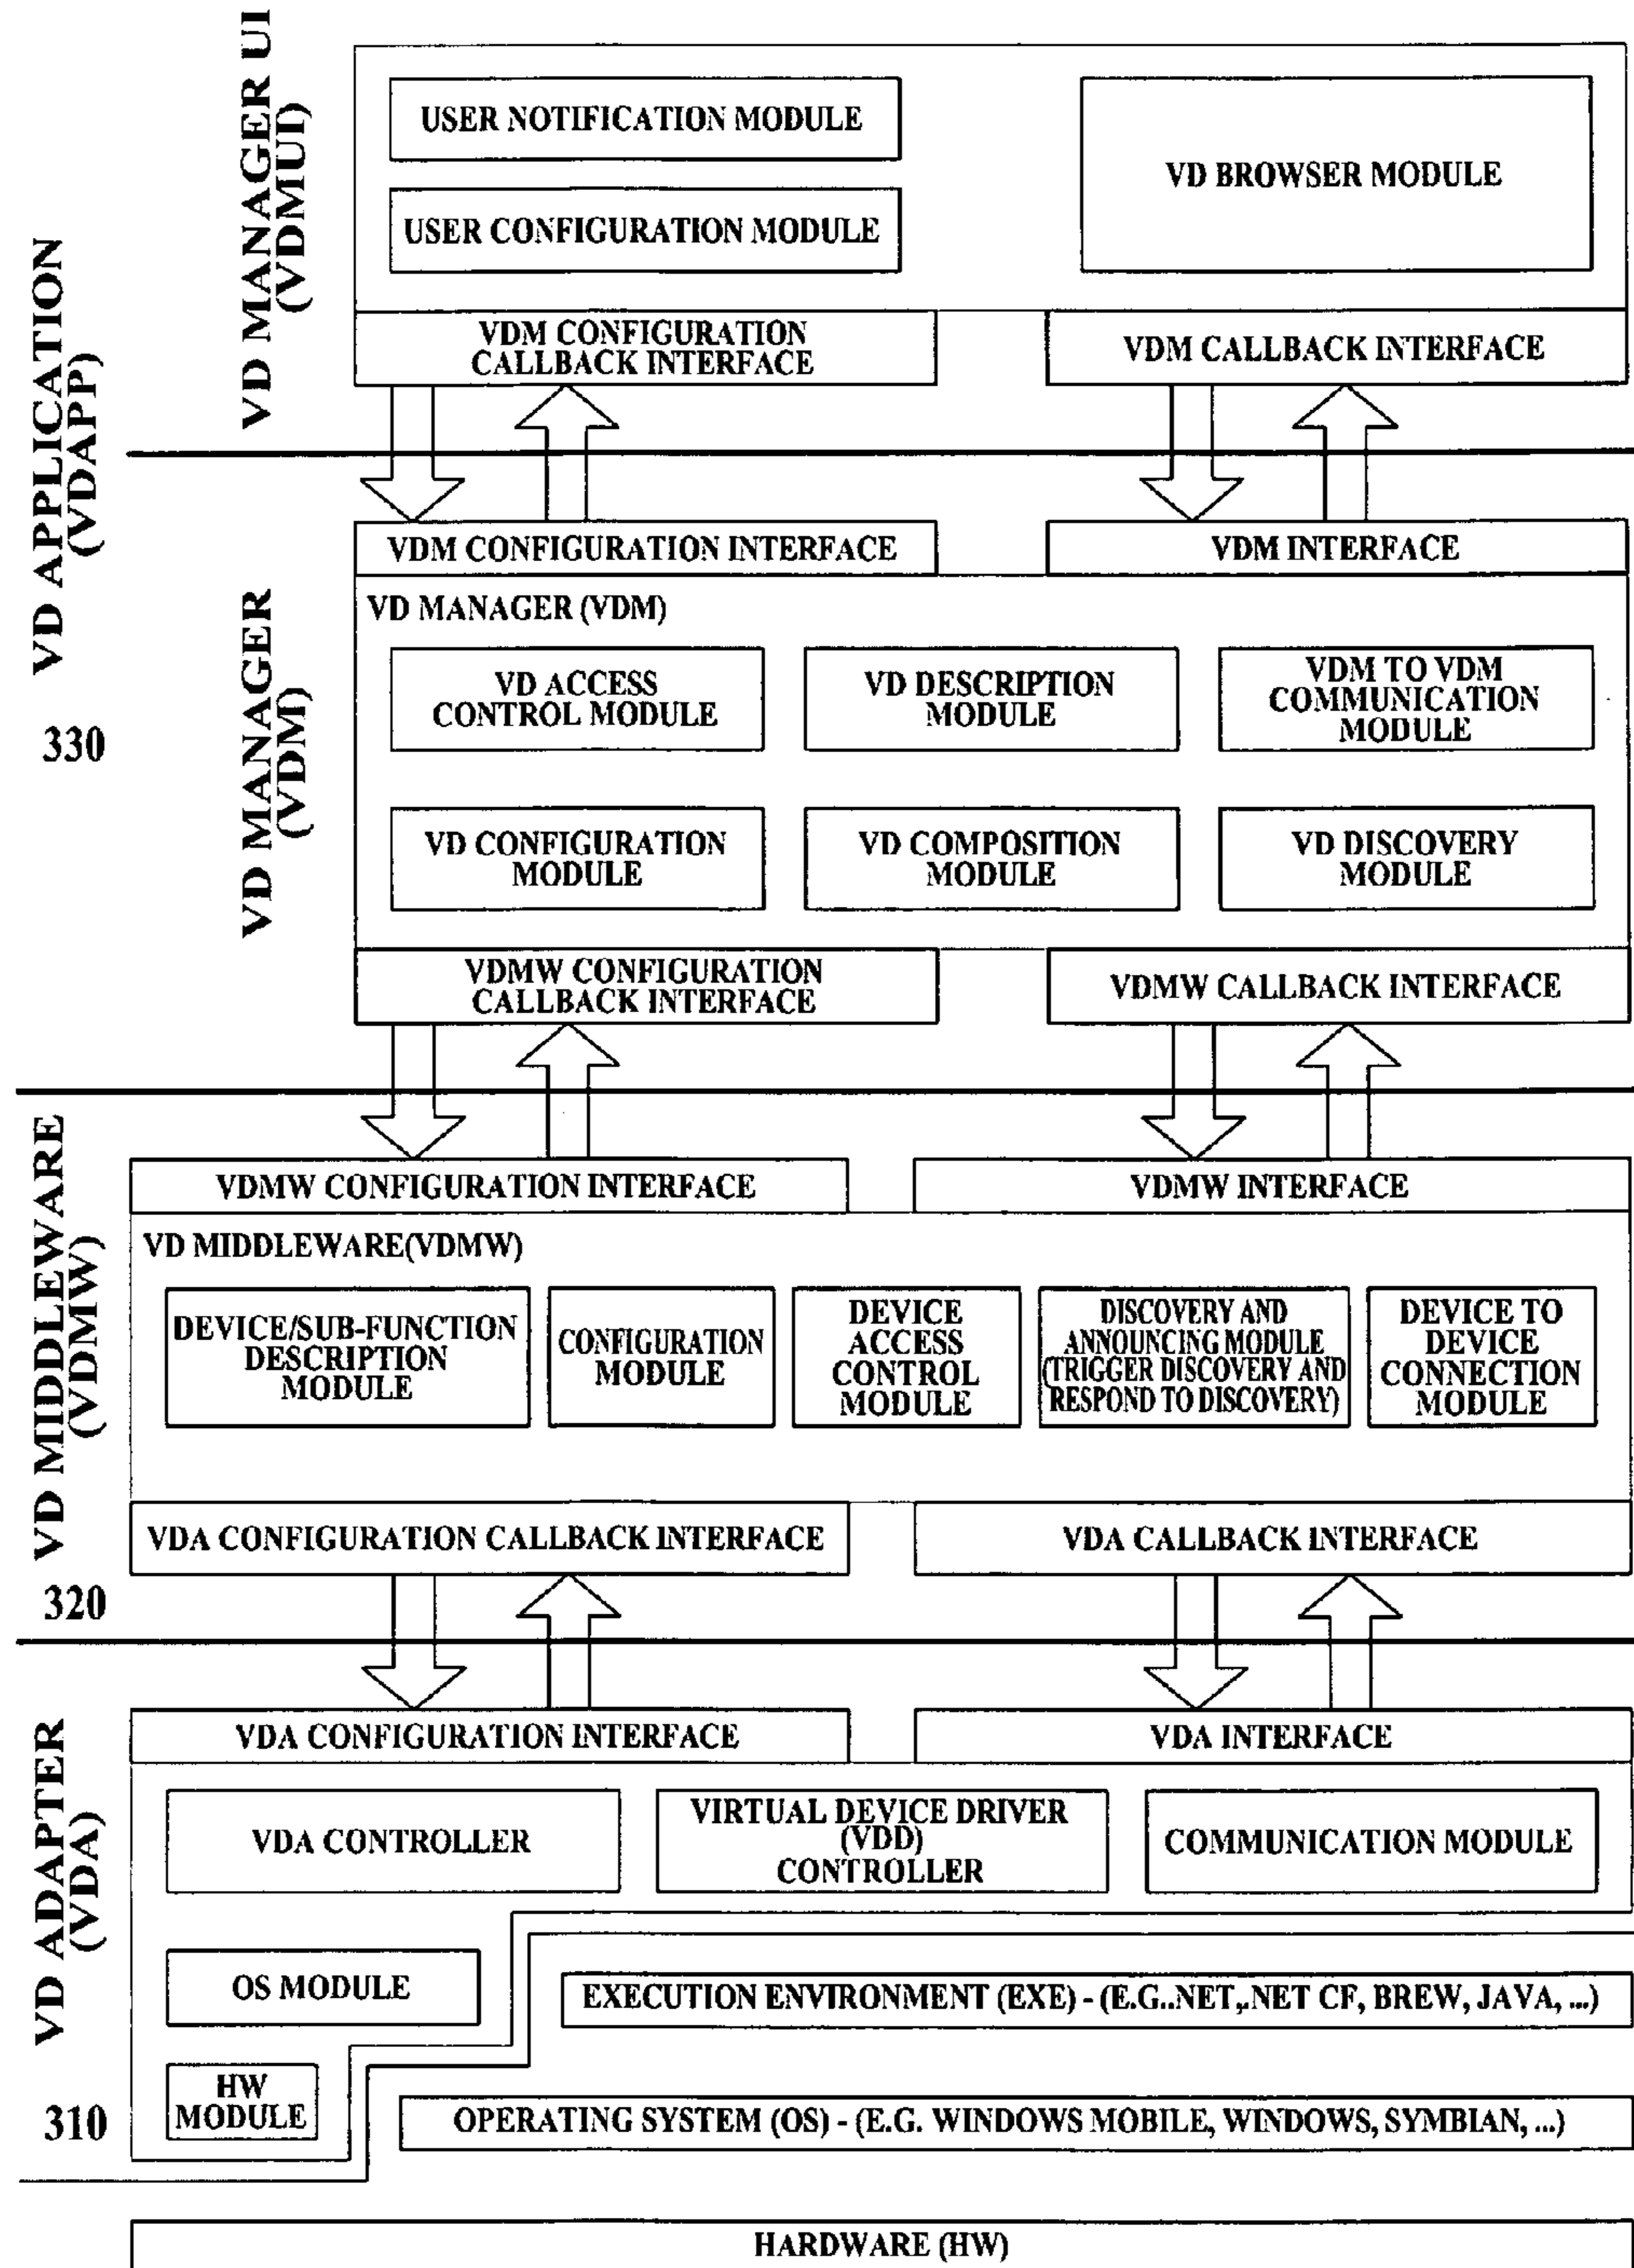 VD APPLICATION
(VDAPP)
330
VD MANAGER UI
(VDMUI)
USER NOTIFICATION MODULE
USER CONFIGURATION MODULE
VD BROWSER MODULE
VDM CONFIGURATION
CALLBACK INTERFACE
VDM CALLBACK INTERFACE
VD MANAGER
(VDM)
VDM CONFIGURATION INTERFACE
VDM INTERFACE
VD MANAGER (VDM)
VD ACCESS
CONTROL MODULE
VD DESCRIPTION
MODULE
VDM TO VDM
COMMUNICATION
MODULE
VD CONFIGURATION
MODULE
VD COMPOSITION
MODULE
VD DISCOVERY
MODULE
VDMW CONFIGURATION
CALLBACK INTERFACE
VDMW CALLBACK INTERFACE
VD MIDDLEWARE
(VDMW)
320
VDMW CONFIGURATION INTERFACE
VDMW INTERFACE
VD MIDDLEWARE(VDMW)
DEVICE/SUB-FUNCTION
DESCRIPTION
MODULE
CONFIGURATION
MODULE
DEVICE
ACCESS
CONTROL
MODULE
DISCOVERY AND
ANNOUNCING MODULE
(TRIGGER DISCOVERY AND
RESPOND TO DISCOVERY)
DEVICE TO
DEVICE
CONNECTION
MODULE
VDA CONFIGURATION CALLBACK INTERFACE
VDA CALLBACK INTERFACE
VD ADAPTER
(VDA)
310
VDA CONFIGURATION INTERFACE
VDA INTERFACE
VDA CONTROLLER
VIRTUAL DEVICE DRIVER
(VDD)
CONTROLLER
COMMUNICATION MODULE
OS MODULE
EXECUTION ENVIRONMENT (EXE) - (E.G..NET,.NET CF, BREW, JAVA, ...)
HW
MODULE
OPERATING SYSTEM (OS) - (E.G. WINDOWS MOBILE, WINDOWS, SYMBIAN, ...)
HARDWARE (HW)